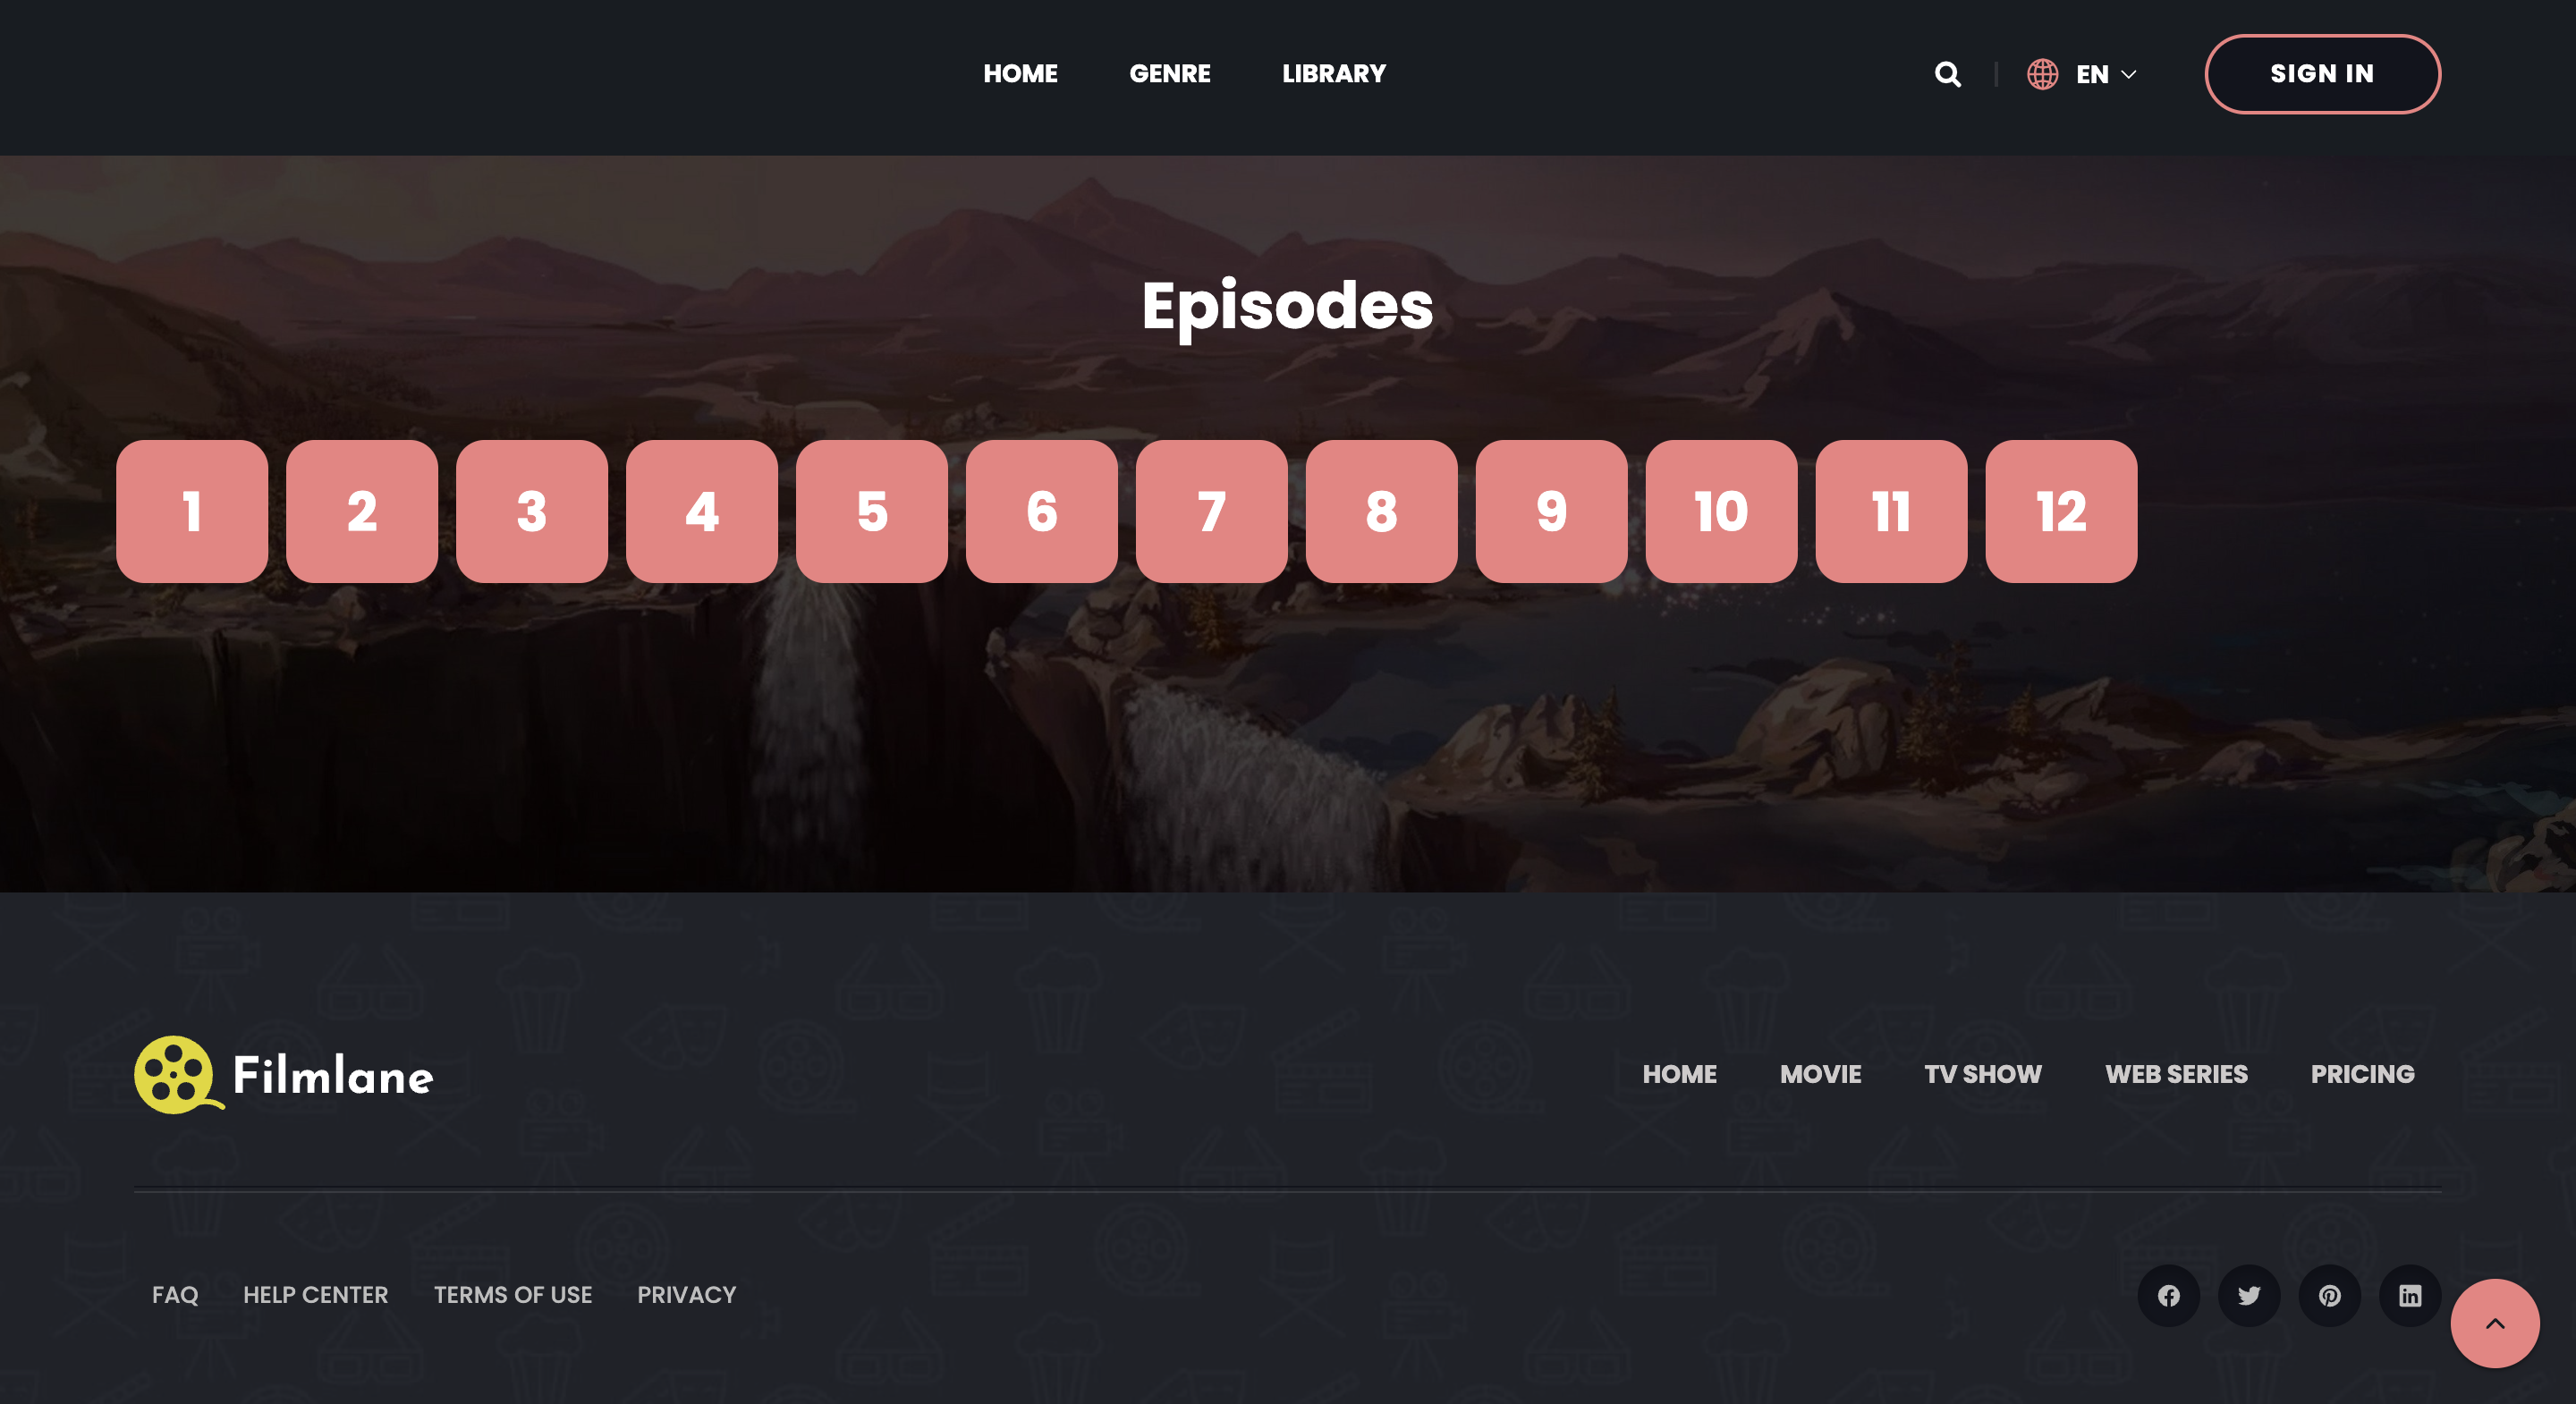 HOME GENRE LIBRARY EN SIGN IN
Episodes
1 2 3 4 5 6 7 8 9 10 11 12
Filmlane HOME MOVIE TV SHOW WEB SERIES PRICING
FAQ HELP CENTER TERMS OF USE PRIVACY